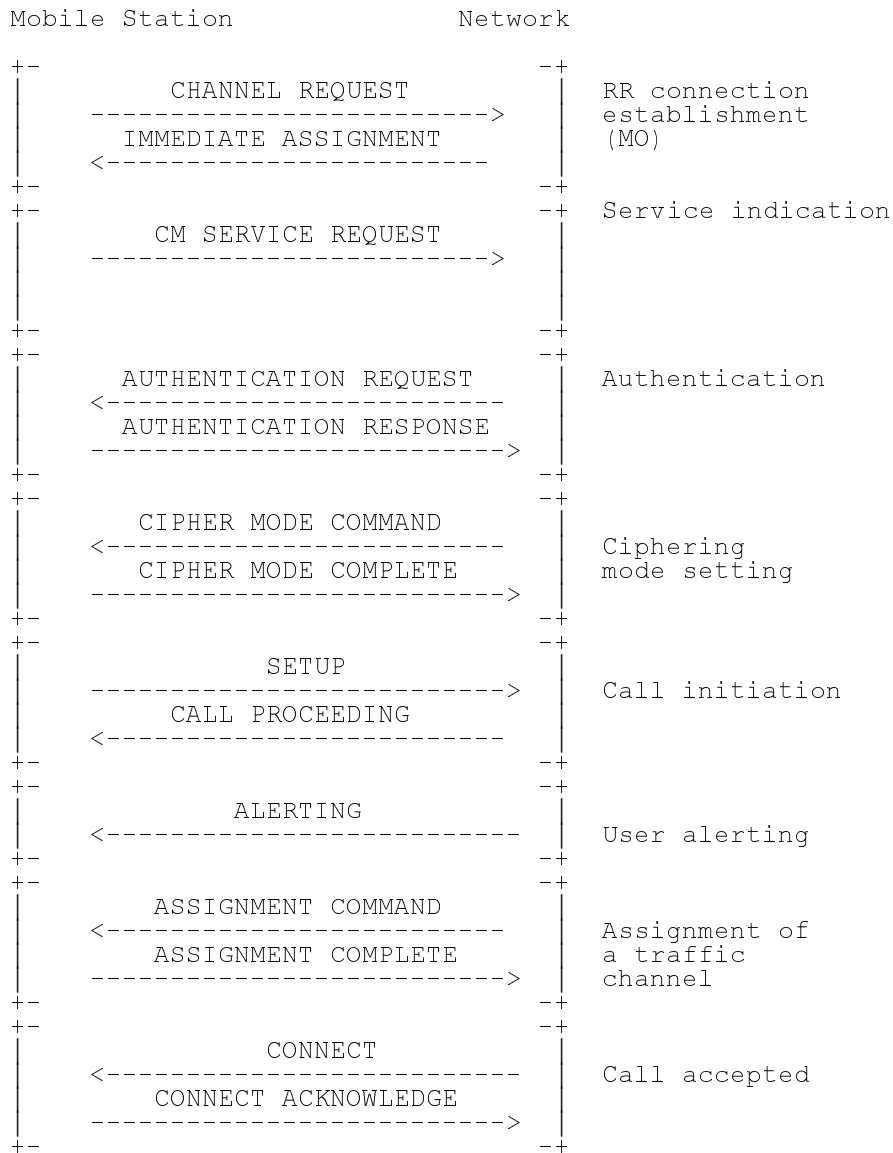 Mobile Station Network
CHANNEL REQUEST RR connection
establishment
IMMEDIATE ASSIGNMENT (MO)
Service indication
CM SERVICE REQUEST
AUTHENTICATION REQUEST Authentication
AUTHENTICATION RESPONSE
CIPHER MODE COMMAND
Ciphering
CIPHER MODE COMPLETE mode setting
SETUP
Call initiation
CALL PROCEEDING
ALERTING
User alerting
ASSIGNMENT COMMAND
Assignment of
ASSIGNMENT COMPLETE a traffic
channel
CONNECT
Call accepted
CONNECT ACKNOWLEDGE